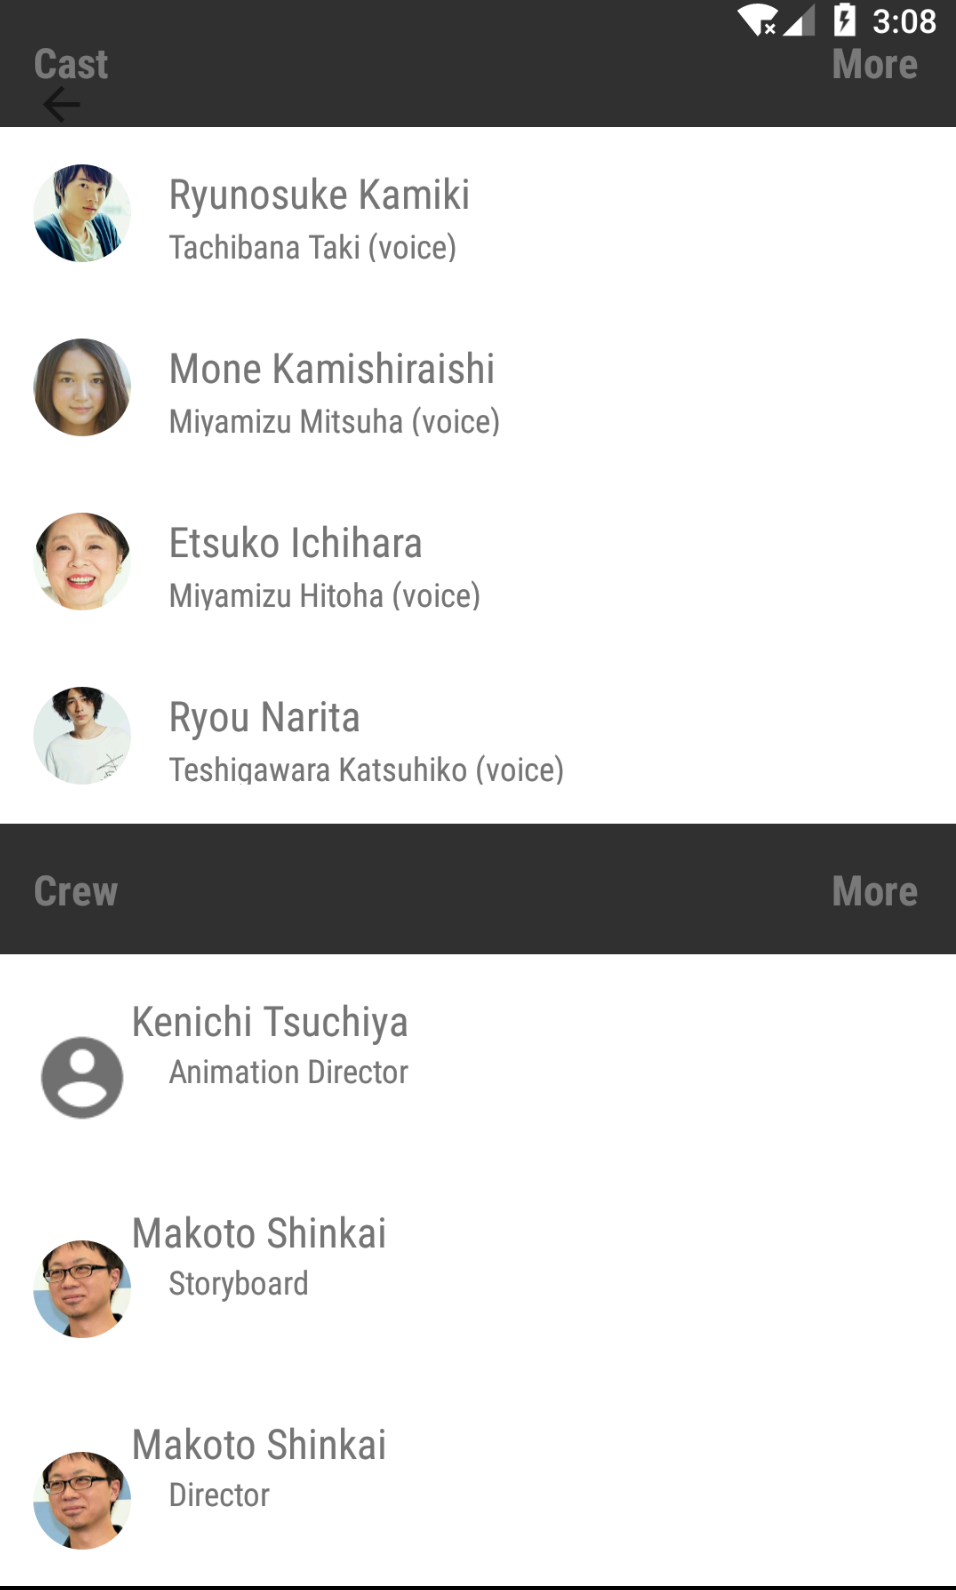 3:08
Cast More
Ryunosuke Kamiki
Tachibana Taki (voice)
Mone Kamishiraishi
Miyamizu Mitsuha (voice)
Etsuko Ichihara
Miyamizu Hitoha (voice)
Ryou Narita
Teshigawara Katsuhiko (voice)
Crew More
Kenichi Tsuchiya
Animation Director
Makoto Shinkai
Storyboard
Makoto Shinkai
Director